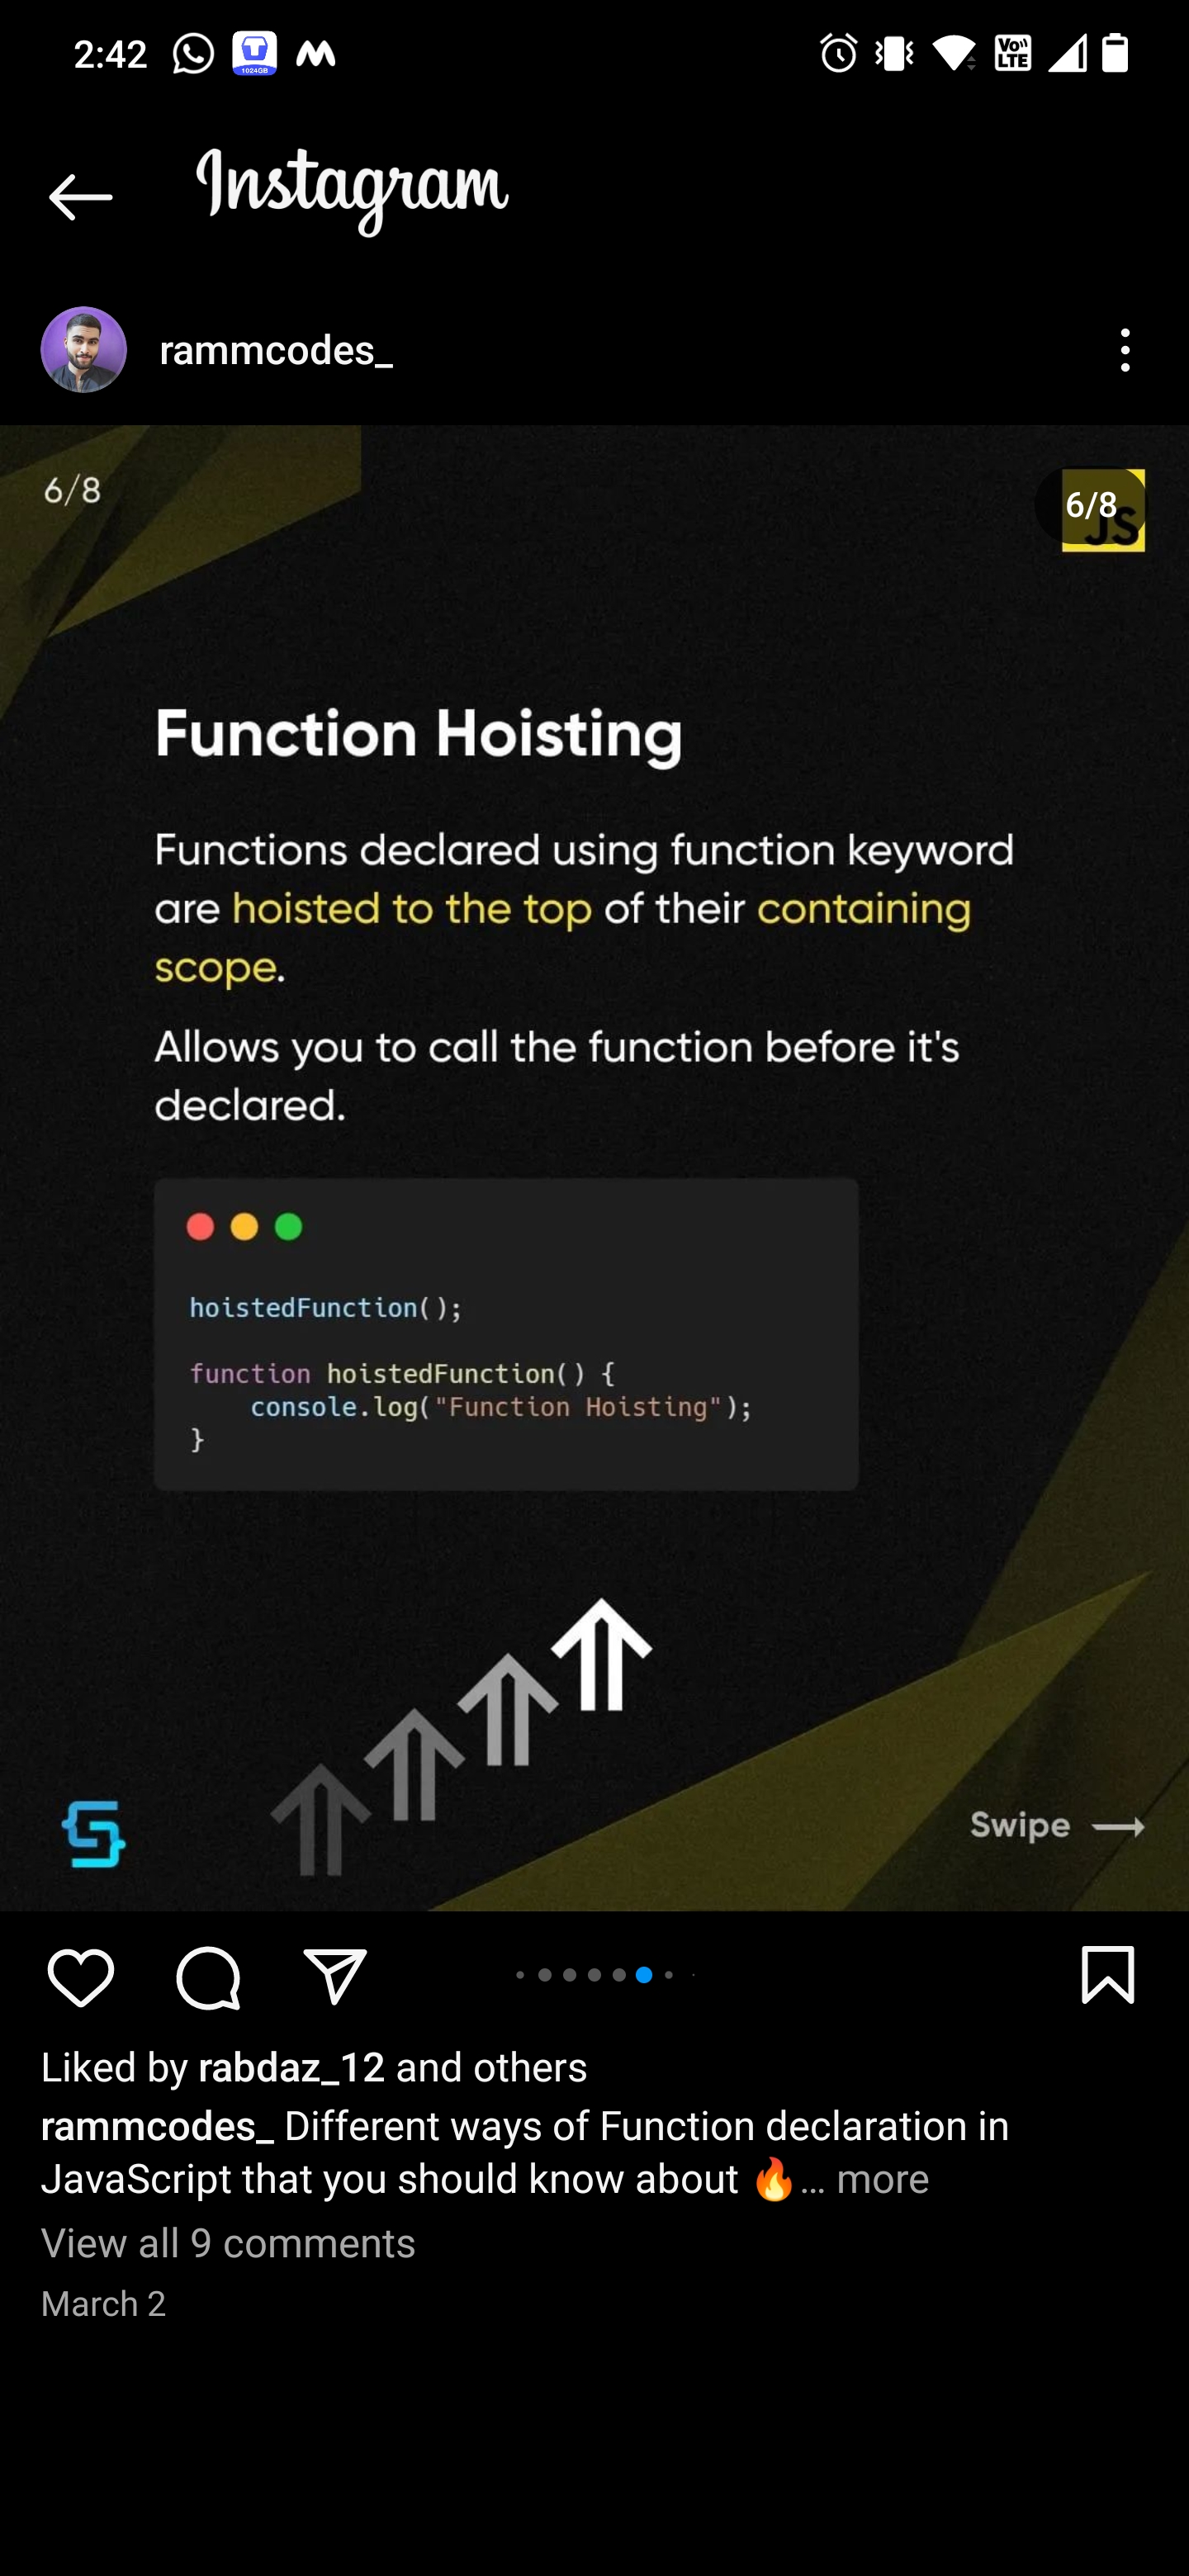 2:42
1024GB
Vo))
LTE
Instagram
rammcodes_
6/8
6/8
JS
Function Hoisting
Functions declared using function keyword
are hoisted to the top of their containing
scope.
Allows you to call the function before it's
declared.
hoistedFunction();
function hoistedFunction() {
console.log("Function Hoisting");
}
Swipe
Liked by rabdaz_12 and others
rammcodes_ Different ways of Function declaration in
JavaScript that you should know about 🔥... more
View all 9 comments
March 2